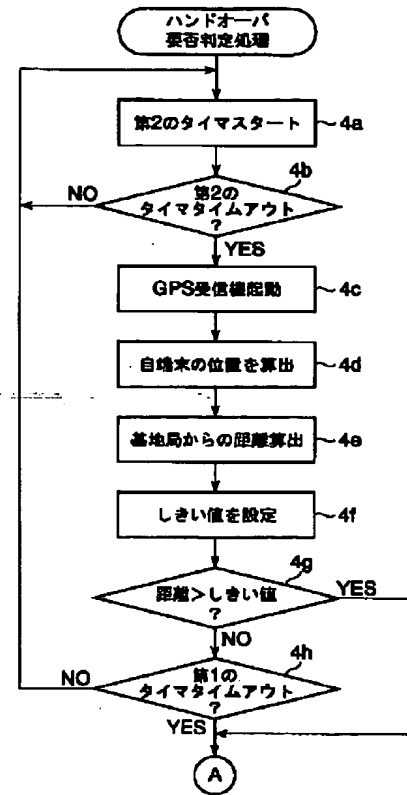 ハンドオーバ
要否判定処理
第2のタイマスタート
4a
4b
第2の
タイマタイムアウト
?
NO
YES
GPS受信機起動
4c
自端末の位置を算出
4d
基地局からの距離算出
4e
しきい値を設定
4f
4g
距離>しきい値
?
YES
NO
4h
第1の
タイマタイムアウト
?
NO
YES
A